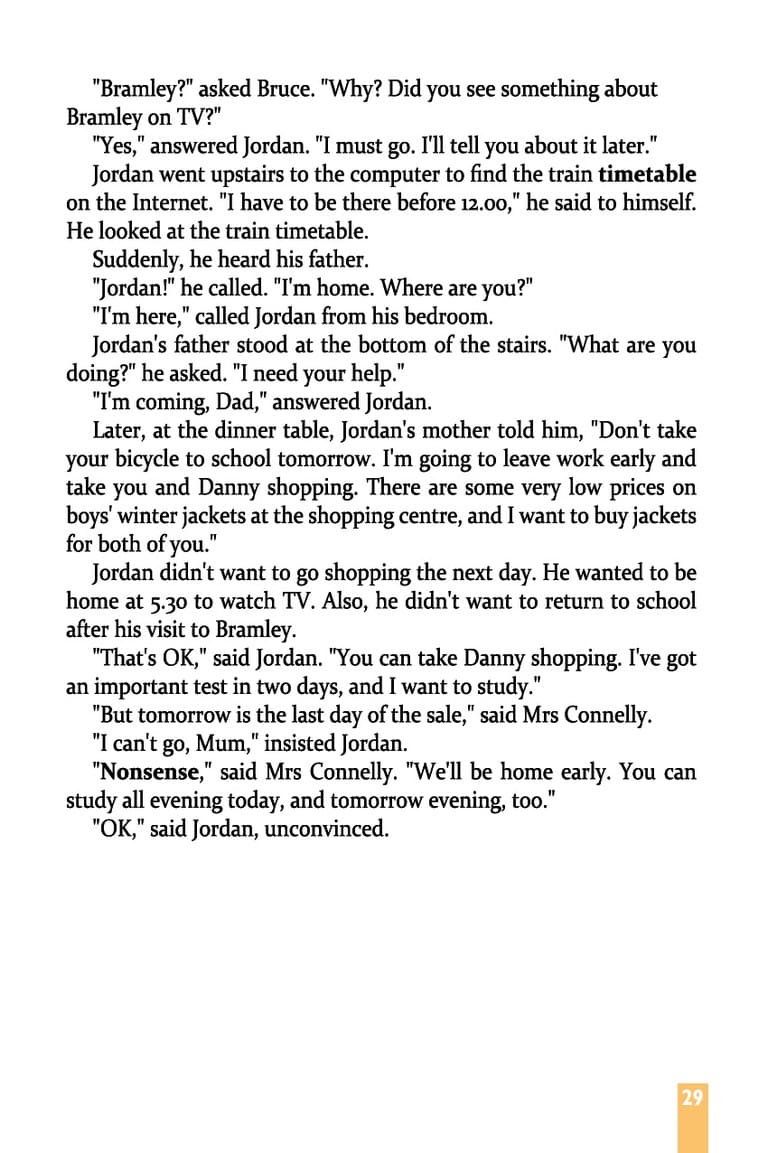 "Bramley?" asked Bruce. "Why? Did you see something about
Bramley on TV?"
"Yes," answered Jordan. "I must go. I'll tell you about it later."
Jordan went upstairs to the computer to find the train timetable
on the Internet. "I have to be there before 12.00," he said to himself.
He looked at the train timetable.
Suddenly, he heard his father.
"Jordan!" he called. "I'm home. Where are you?"
"I'm here," called Jordan from his bedroom.
Jordan's father stood at the bottom of the stairs. "What are you
doing?" he asked. "I need your help."
"I'm coming, Dad," answered Jordan.
Later, at the dinner table, Jordan's mother told him, "Don't take
your bicycle to school tomorrow. I'm going to leave work early and
take you and Danny shopping. There are some very low prices on
boys' winter jackets at the shopping centre, and I want to buy jackets
for both of you."
Jordan didn't want to go shopping the next day. He wanted to be
home at 5.30 to watch TV. Also, he didn't want to return to school
after his visit to Bramley.
"That's OK," said Jordan. "You can take Danny shopping. I've got
an important test in two days, and I want to study."
"But tomorrow is the last day of the sale," said Mrs Connelly.
"I can't go, Mum," insisted Jordan.
"Nonsense," said Mrs Connelly. "We'll be home early. You can
study all evening today, and tomorrow evening, too."
"OK," said Jordan, unconvinced.
29